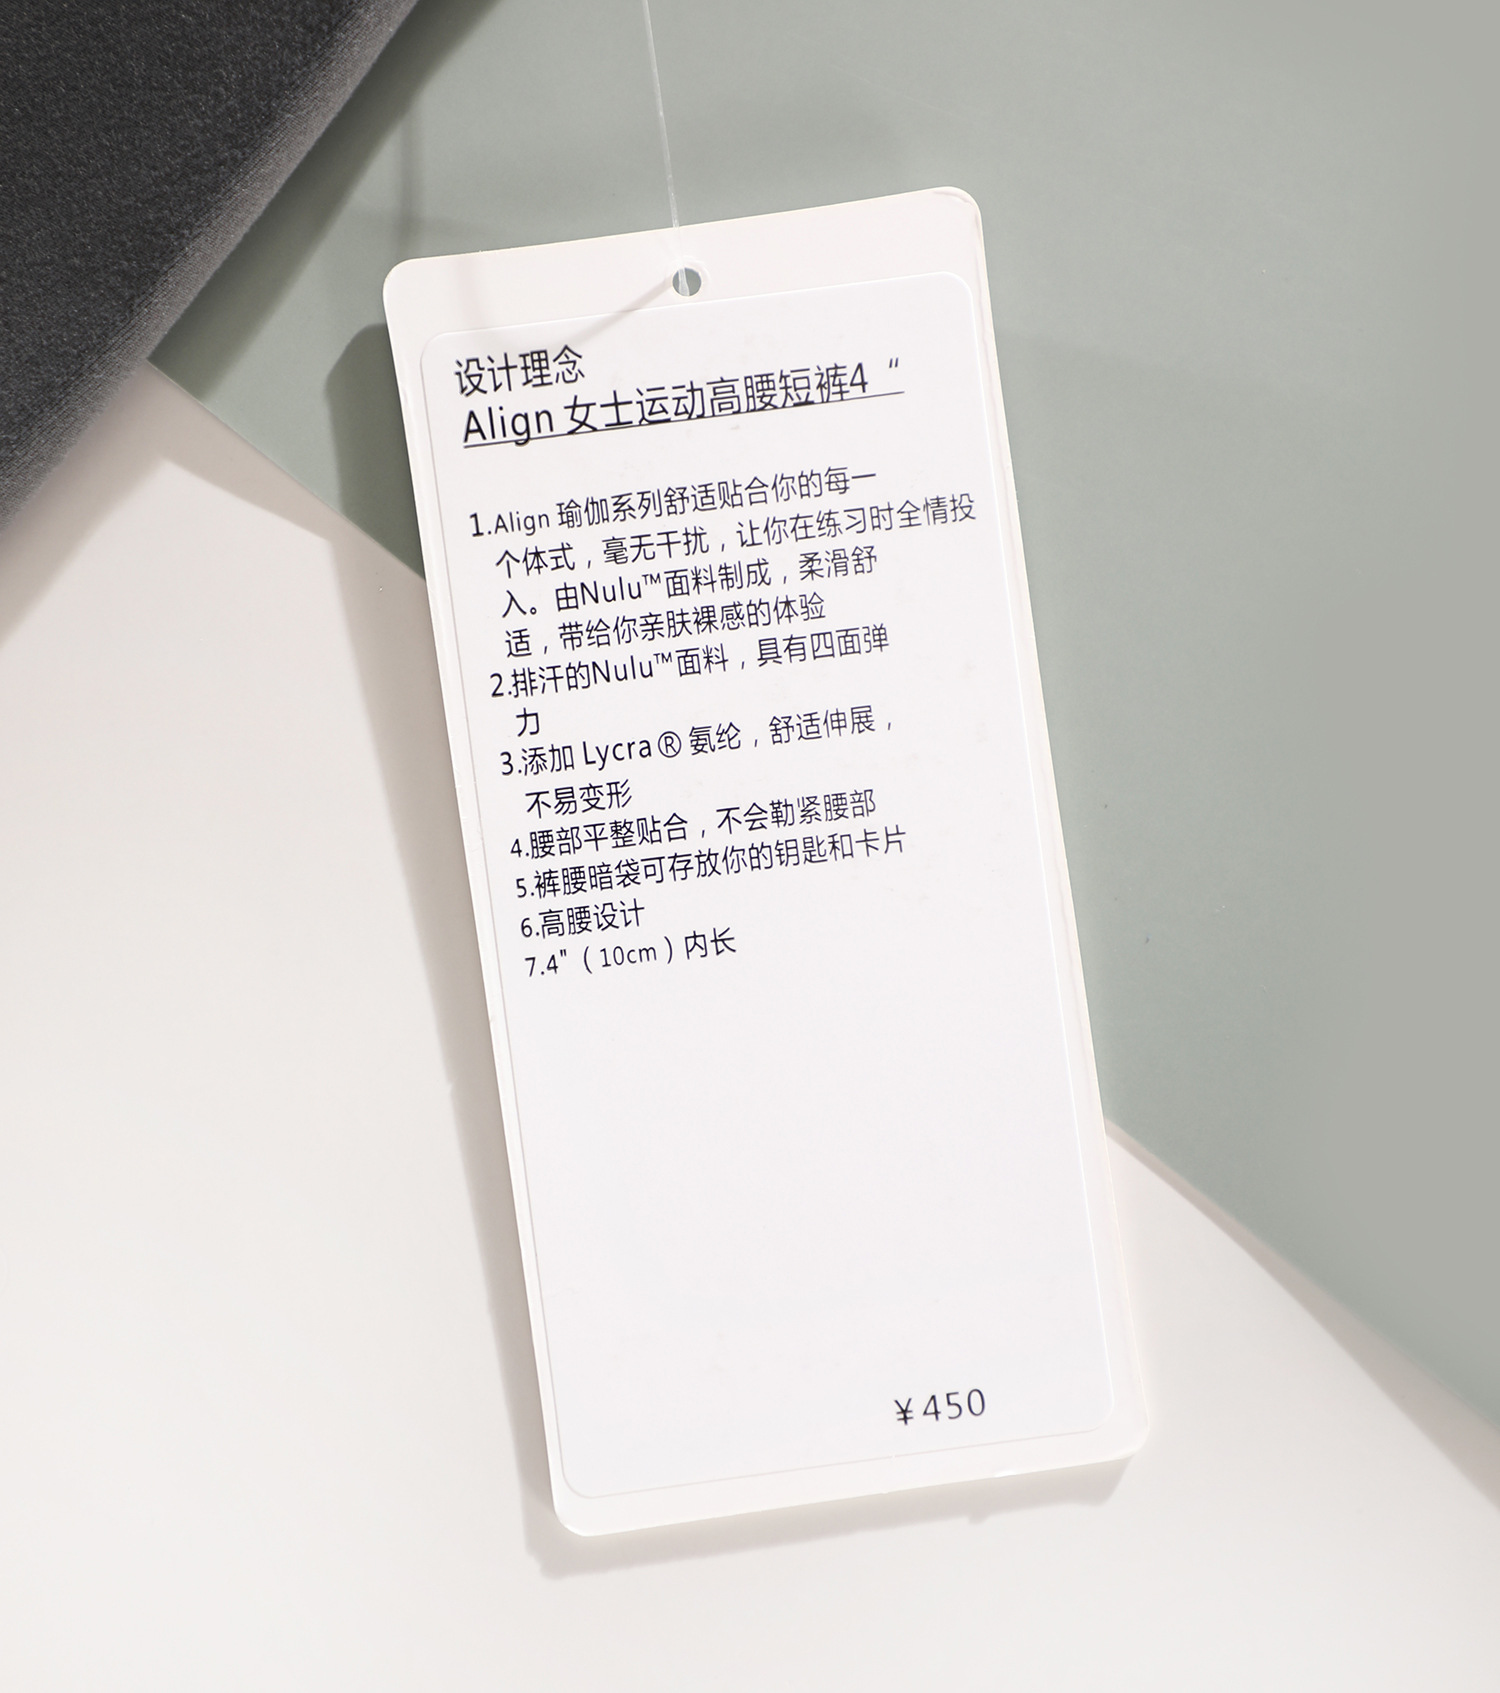 设计理念
Align 女士运动高腰短裤4“
1.Align 瑜伽系列舒适贴合你的每一
个体式，毫无干扰，让你在练习时全情投
入。由Nulu™面料制成，柔滑舒
适，带给你亲肤裸感的体验
2.排汗的Nulu™面料，具有四面弹
力
3.添加 Lycra® 氨纶，舒适伸展，
不易变形
4.腰部平整贴合，不会勒紧腰部
5.裤腰暗袋可存放你的钥匙和卡片
6.高腰设计
7.4"（10cm）内长
¥450